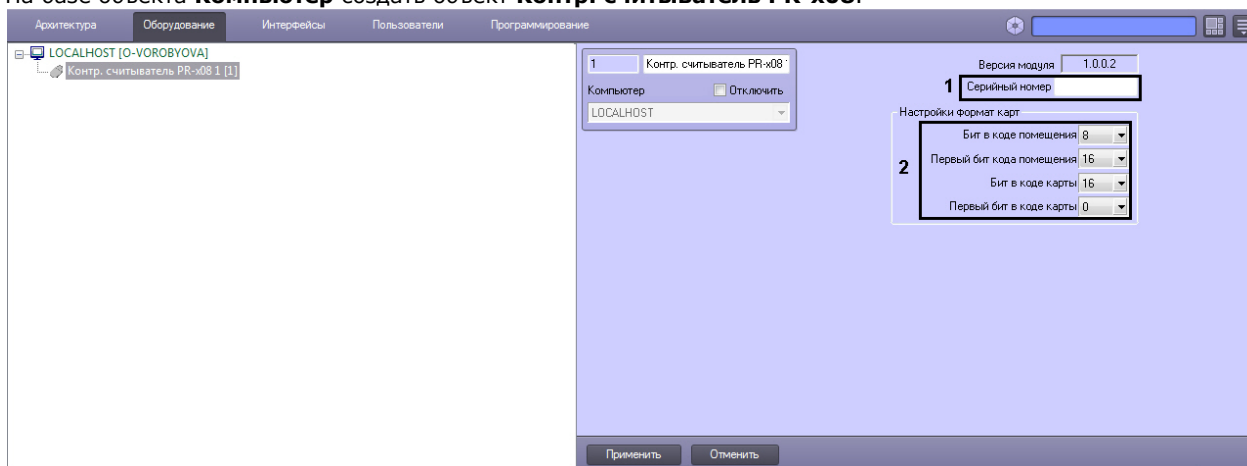 На базе объекта Компьютер создать объект Контр. считыватель PR-x08.
Архитектура Оборудование Интерфейсы Пользователи Программирование
LOCALHOST [O-VOROBYOVA]
Контр. считыватель PR-x08 1 [1]
1 Контр. считыватель PR-x08
Компьютер Отключить
LOCALHOST
Версия модуля 1.0.0.2
1 Серийный номер
Настройки формат карт
2
Бит в коде помещения 8
Первый бит кода помещения 16
Бит в коде карты 16
Первый бит в коде карты 0
Применить Отменить